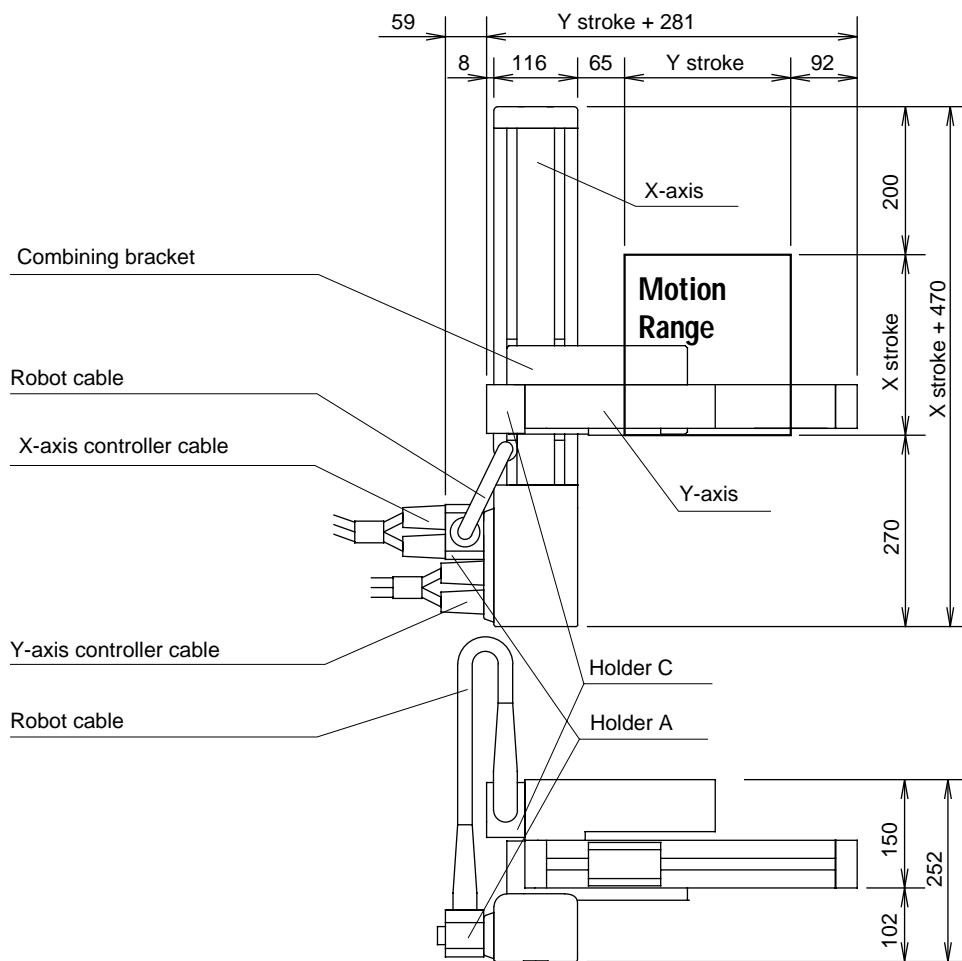 59
Y stroke + 281
8
116
65
Y stroke
92
200
X-axis
Combining bracket
Motion
Range
X stroke
X stroke + 470
Robot cable
X-axis controller cable
Y-axis
270
Y-axis controller cable
Holder C
Robot cable
Holder A
150
252
102